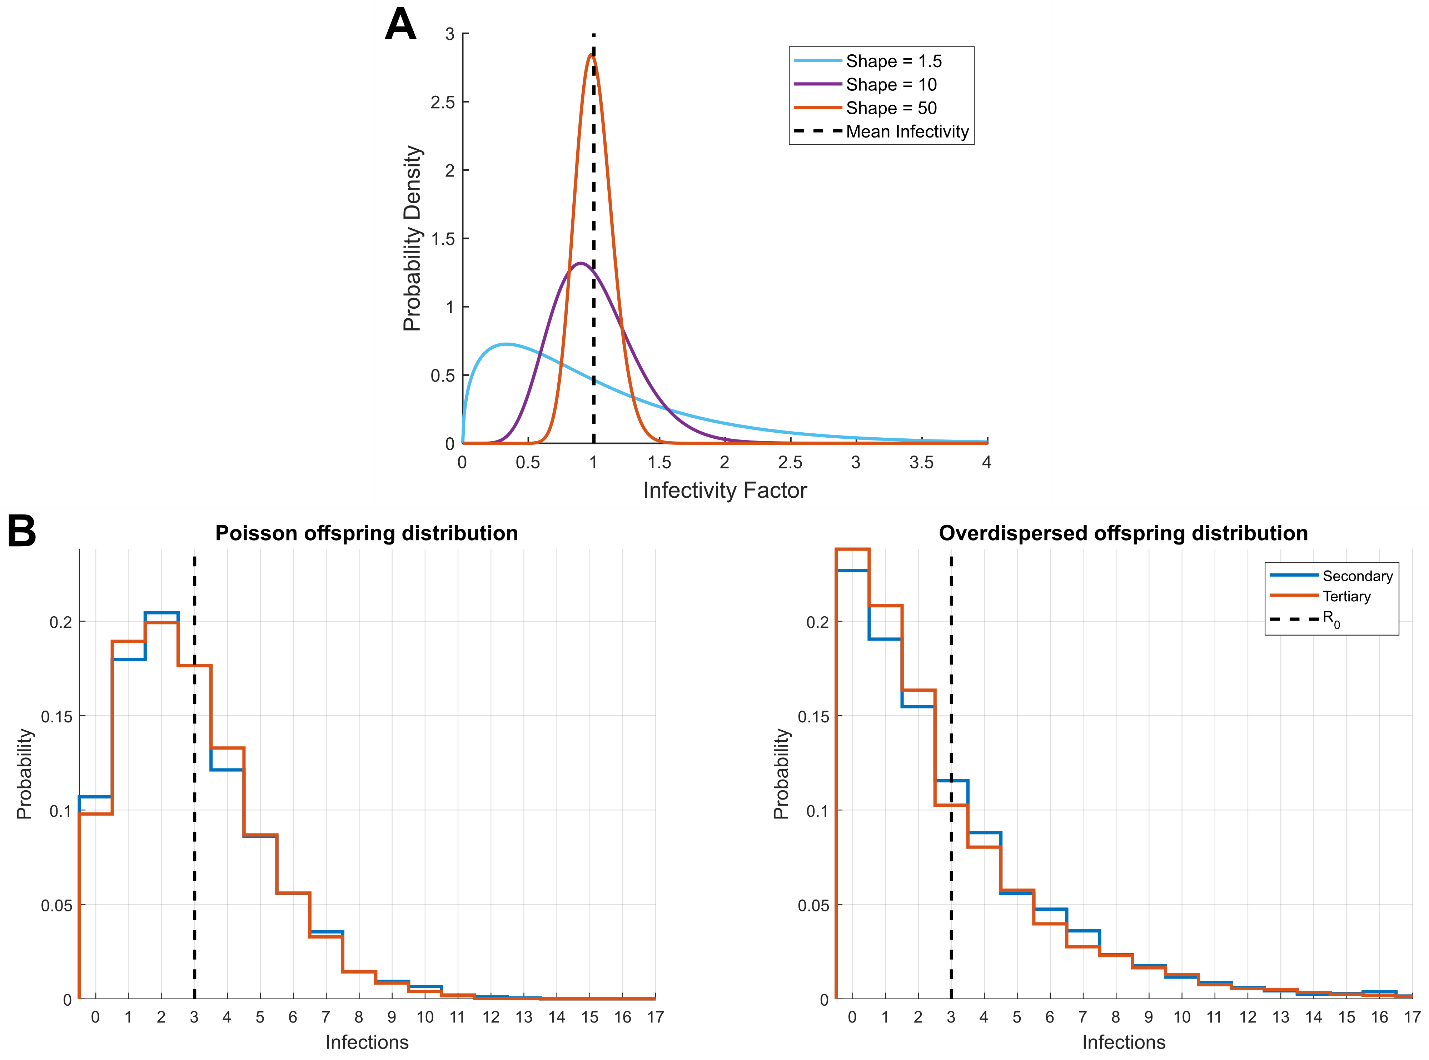 A
3
2.5
2
1.5
1
0.5
0
Probability Density
Shape = 1.5
Shape = 10
Shape = 50
Mean Infectivity
0 0.5 1 1.5 2 2.5 3 3.5 4
Infectivity Factor
B
Poisson offspring distribution
0.2
0.15
0.1
0.05
0
Probability
0 1 2 3 4 5 6 7 8 9 10 11 12 13 14 15 16 17
Infections
Overdispersed offspring distribution
Secondary
Tertiary
R0
0.2
0.15
0.1
0.05
0
Probability
0 1 2 3 4 5 6 7 8 9 10 11 12 13 14 15 16 17
Infections